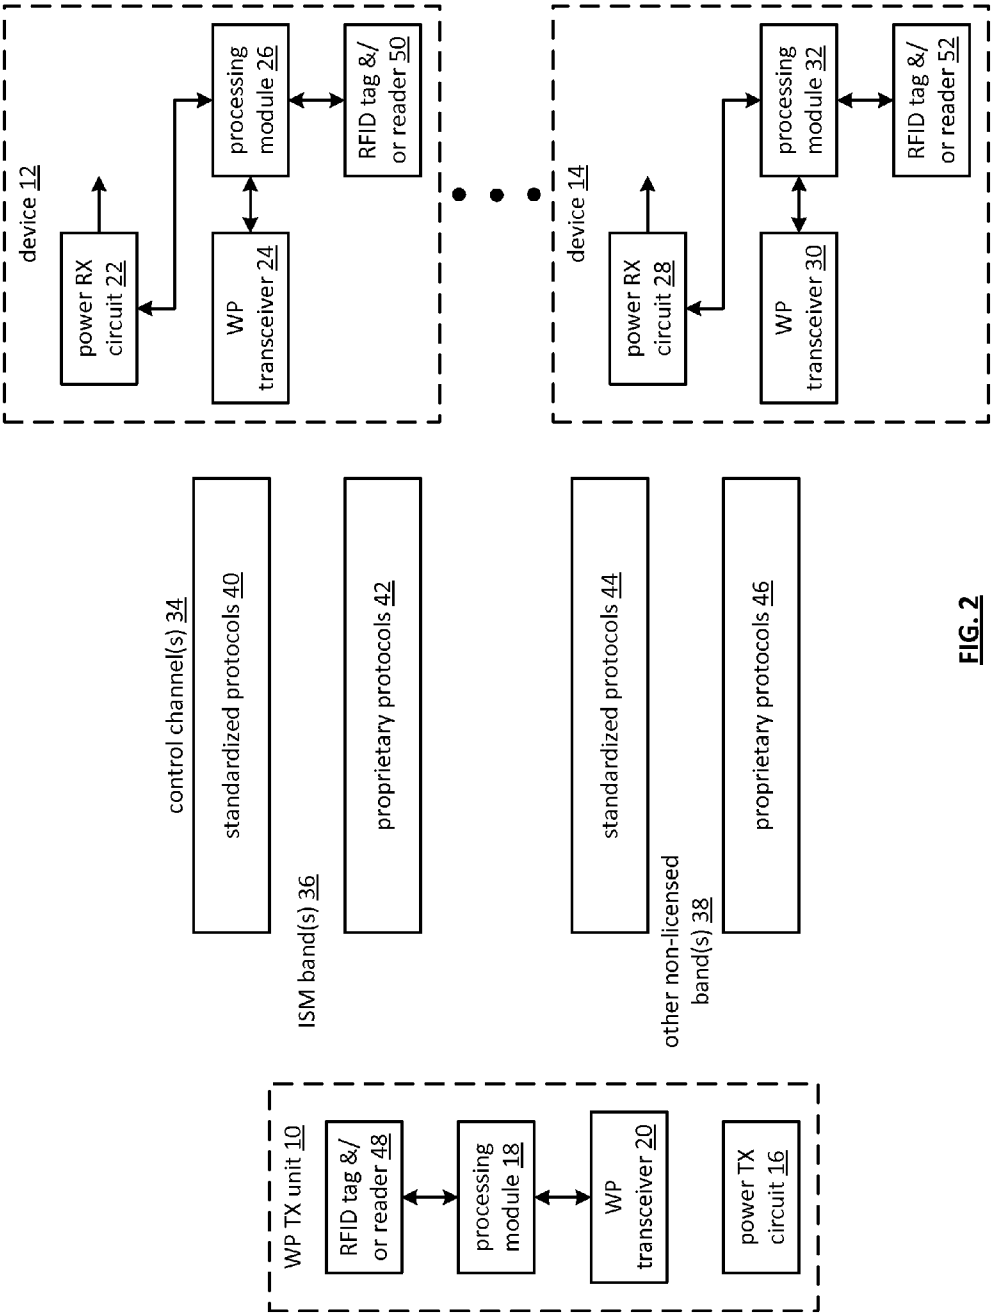 WP TX unit 10
RFID tag &/
or reader 48
processing
module 18
WP
transceiver 20
power TX
circuit 16
control channel(s) 34
standardized protocols 40
ISM band(s) 36
proprietary protocols 42
standardized protocols 44
other non-licensed
band(s) 38
proprietary protocols 46
device 12
power RX
circuit 22
processing
module 26
WP
transceiver 24
RFID tag &/
or reader 50
device 14
power RX
circuit 28
processing
module 32
WP
transceiver 30
RFID tag &/
or reader 52
FIG. 2